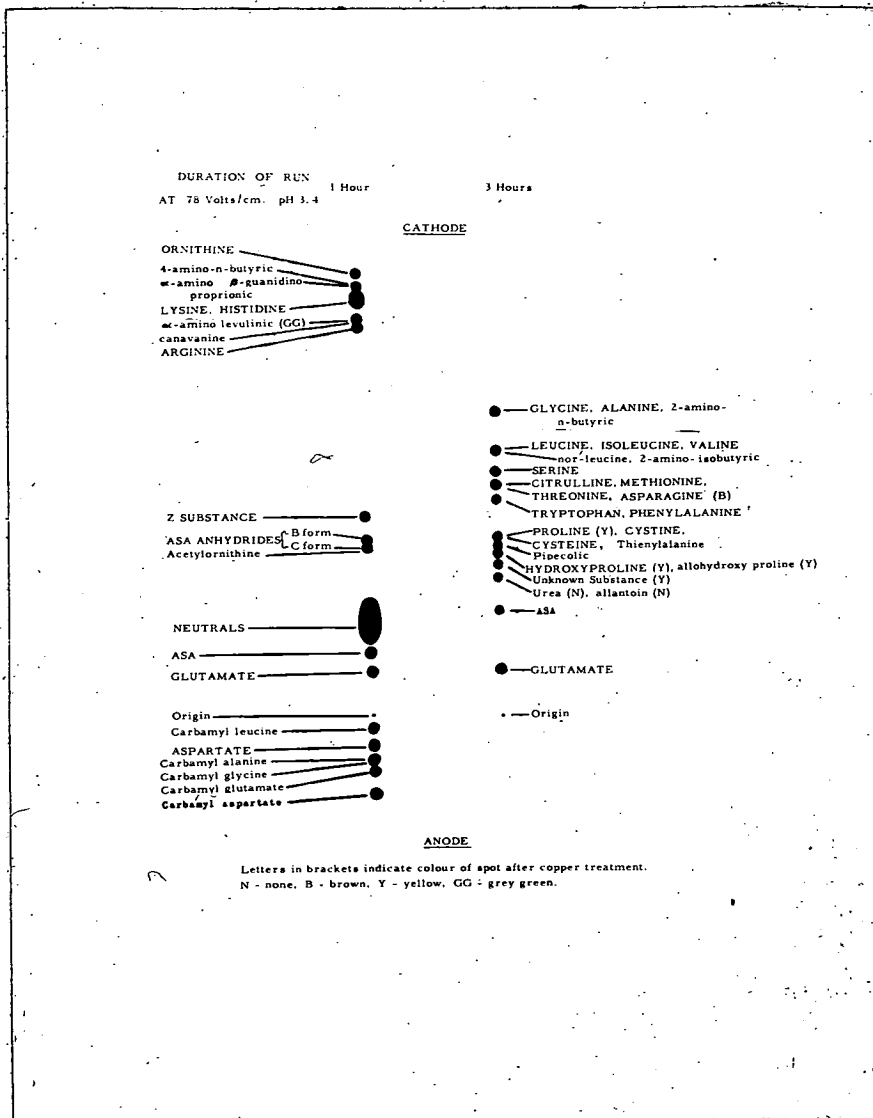 DURATION OF RUN
AT 78 Volts/cm. pH 3.4
1 Hour
3 Hours
CATHODE
ORNITHINE
4-amino-n-butyric
α-amino β-guanidino
proprionic
LYSINE, HISTIDINE
α-amino levulinic (GG)
canavanine
ARGININE
GLYCINE, ALANINE, 2-amino-
n-butyric
LEUCINE, ISOLEUCINE, VALINE
nor-leucine, 2-amino-isobutyric
SERINE
CITRULLINE, METHIONINE,
THREONINE, ASPARAGINE (B)
TRYPTOPHAN, PHENYLALANINE
Z SUBSTANCE
ASA ANHYDRIDES
B form
C form
Acetylornithine
PROLINE (Y), CYSTINE,
CYSTEINE, Thienylalanine
Pipecolic
HYDROXYPROLINE (Y), allohydroxy proline (Y)
Unknown Substance (Y)
Urea (N), allantoin (N)
NEUTRALS
ASA
ASA
GLUTAMATE
GLUTAMATE
Origin
Origin
Carbamyl leucine
ASPARTATE
Carbamyl alanine
Carbamyl glycine
Carbamyl glutamate
Carbamyl aspartate
ANODE
Letters in brackets indicate colour of spot after copper treatment.
N - none, B - brown, Y - yellow, GG - grey green.